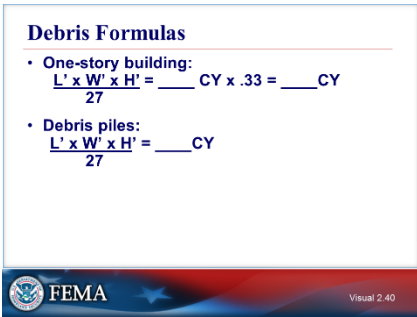 Debris Formulas
• One-story building:
L' x W' x H' = ____ CY x .33 = ____CY
27
• Debris piles:
L' x W' x H' = ____CY
27
FEMA
Visual 2.40